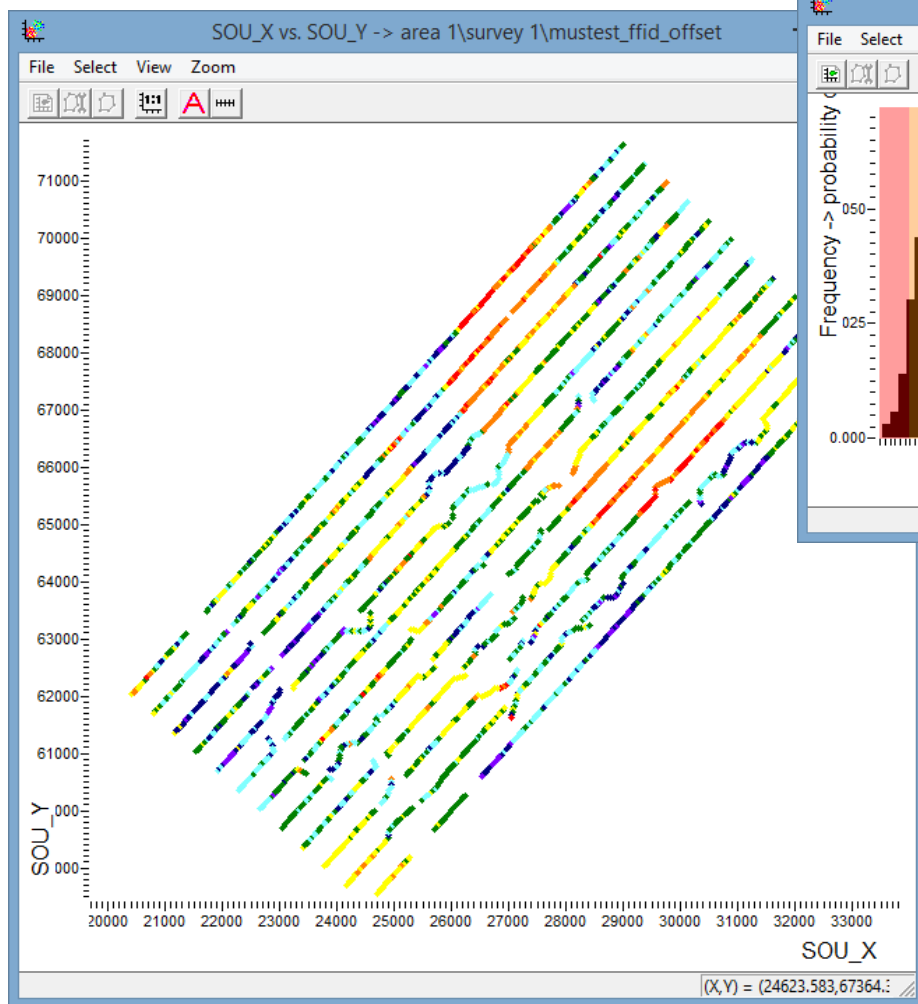 SOU_X vs. SOU_Y -> area 1\survey 1\mustest_ffid_offset
File Select View Zoom
1:1 A
71000
70000
69000
68000
67000
66000
65000
64000
63000
62000
61000
000
000
SOU_Y
20000 21000 22000 23000 24000 25000 26000 27000 28000 29000 30000 31000 32000 33000
SOU_X
(X,Y) = (24623.583,67364.
File Select
Frequency -> probability
050
025
0.000